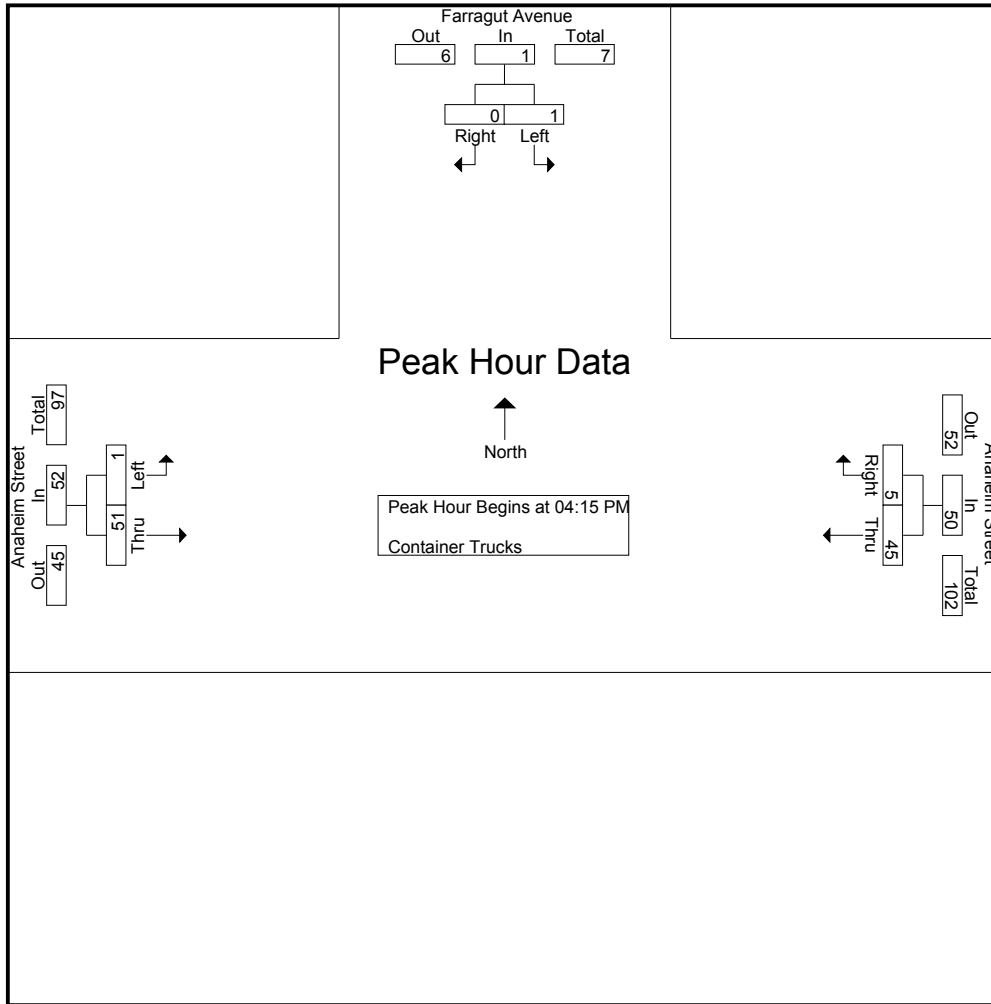 Farragut Avenue
Out In Total
6 1 7
0 1
Right Left
Peak Hour Data
North
Peak Hour Begins at 04:15 PM
Container Trucks
Anaheim Street
Total In Out
97 52 45
1 51
Left Thru
Anaheim Street
Out In Total
52 50 102
5 45
Right Thru